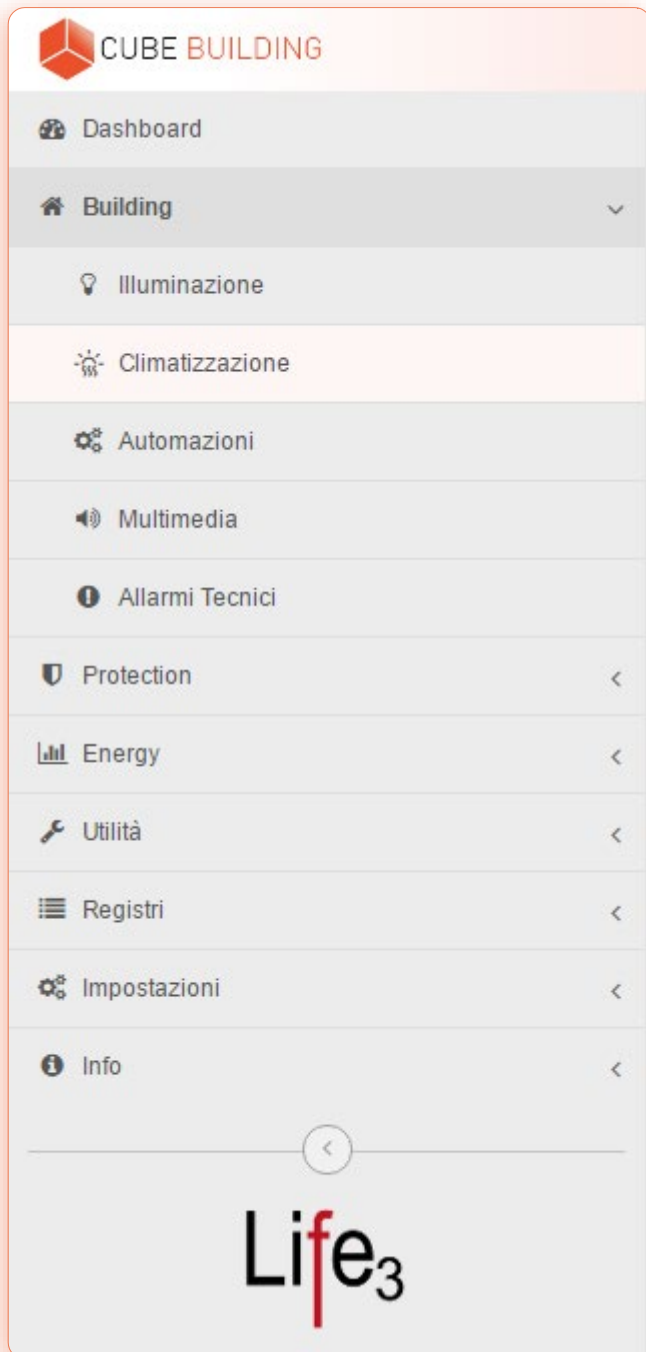 CUBE BUILDING
Dashboard
Building
Illuminazione
Climatizzazione
Automazioni
Multimedia
Allarmi Tecnici
Protection
Energy
Utilità
Registri
Impostazioni
Info
Life3